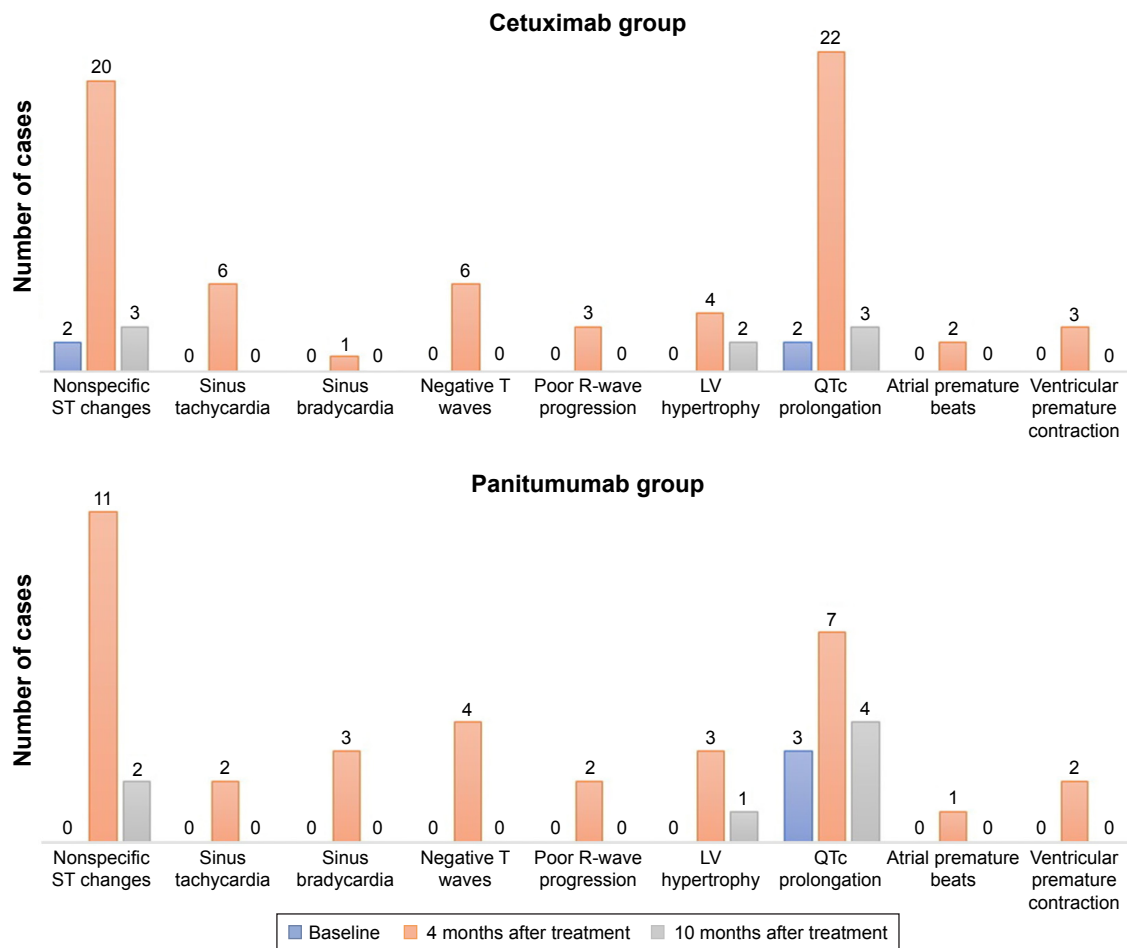 Cetuximab group
Number of cases
2 20 3
0 6 0
0 1 0
0 6 0
0 3 0
0 4 2
2 22 3
0 2 0
0 3 0
Nonspecific
ST changes
Sinus
tachycardia
Sinus
bradycardia
Negative T
waves
Poor R-wave
progression
LV
hypertrophy
QTc
prolongation
Atrial premature
beats
Ventricular
premature
contraction
Panitumumab group
Number of cases
0 11 2
0 2 0
0 3 0
0 4 0
0 2 0
0 3 1
3 7 4
0 1 0
0 2 0
Nonspecific
ST changes
Sinus
tachycardia
Sinus
bradycardia
Negative T
waves
Poor R-wave
progression
LV
hypertrophy
QTc
prolongation
Atrial premature
beats
Ventricular
premature
contraction
Baseline
4 months after treatment
10 months after treatment